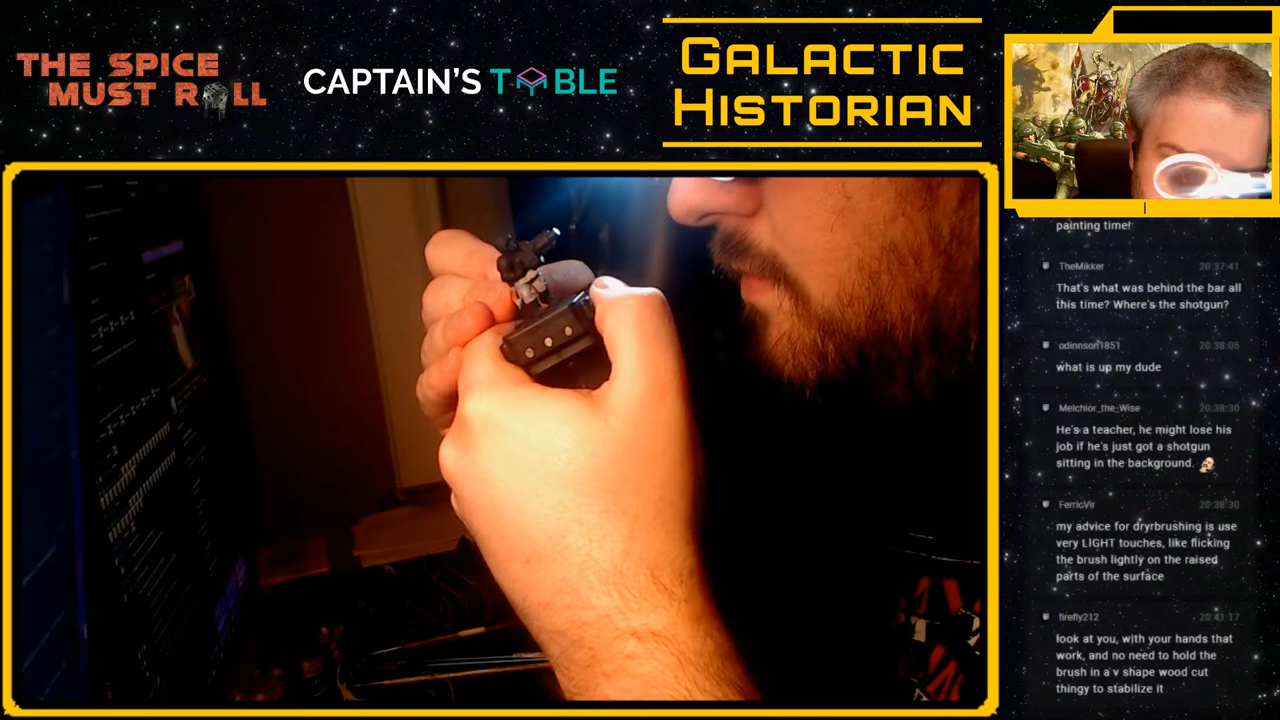 THE SPICE
MUST ROLL
CAPTAIN'S TABLE
GALACTIC
HISTORIAN
painting time!
TheMikker 20:37:41
That's what was behind the bar all
this time? Where's the shotgun?
odinnson1851 20:38:05
what is up my dude
Melchior_the_Wise 20:38:30
He's a teacher, he might lose his
job if he's just got a shotgun
sitting in the background.
FerricVir 20:38:30
my advice for dryrbrushing is use
very LIGHT touches, like flicking
the brush lightly on the raised
parts of the surface
firefly212 20:41:17
look at you, with your hands that
work, and no need to hold the
brush in a v shape wood cut
thingy to stabilize it